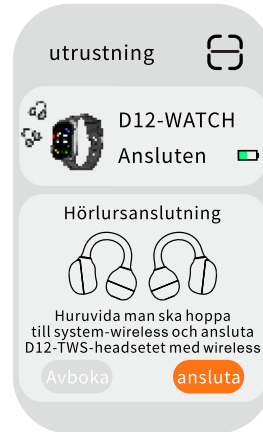 utrustning
D12-WATCH
Ansluten
Hörlursanslutning
Huruvida man ska hoppa
till system-wireless och ansluta
D12-TWS-headsetet med wireless
Avboka
ansluta